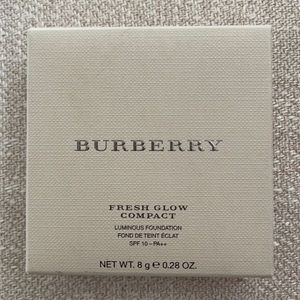 BURBERRY
FRESH GLOW
COMPACT
LUMINOUS FOUNDATION
FOND DE TEINT ÉCLAT
SPF 10 – PA++
NET WT. 8 g ℮ 0.28 OZ.